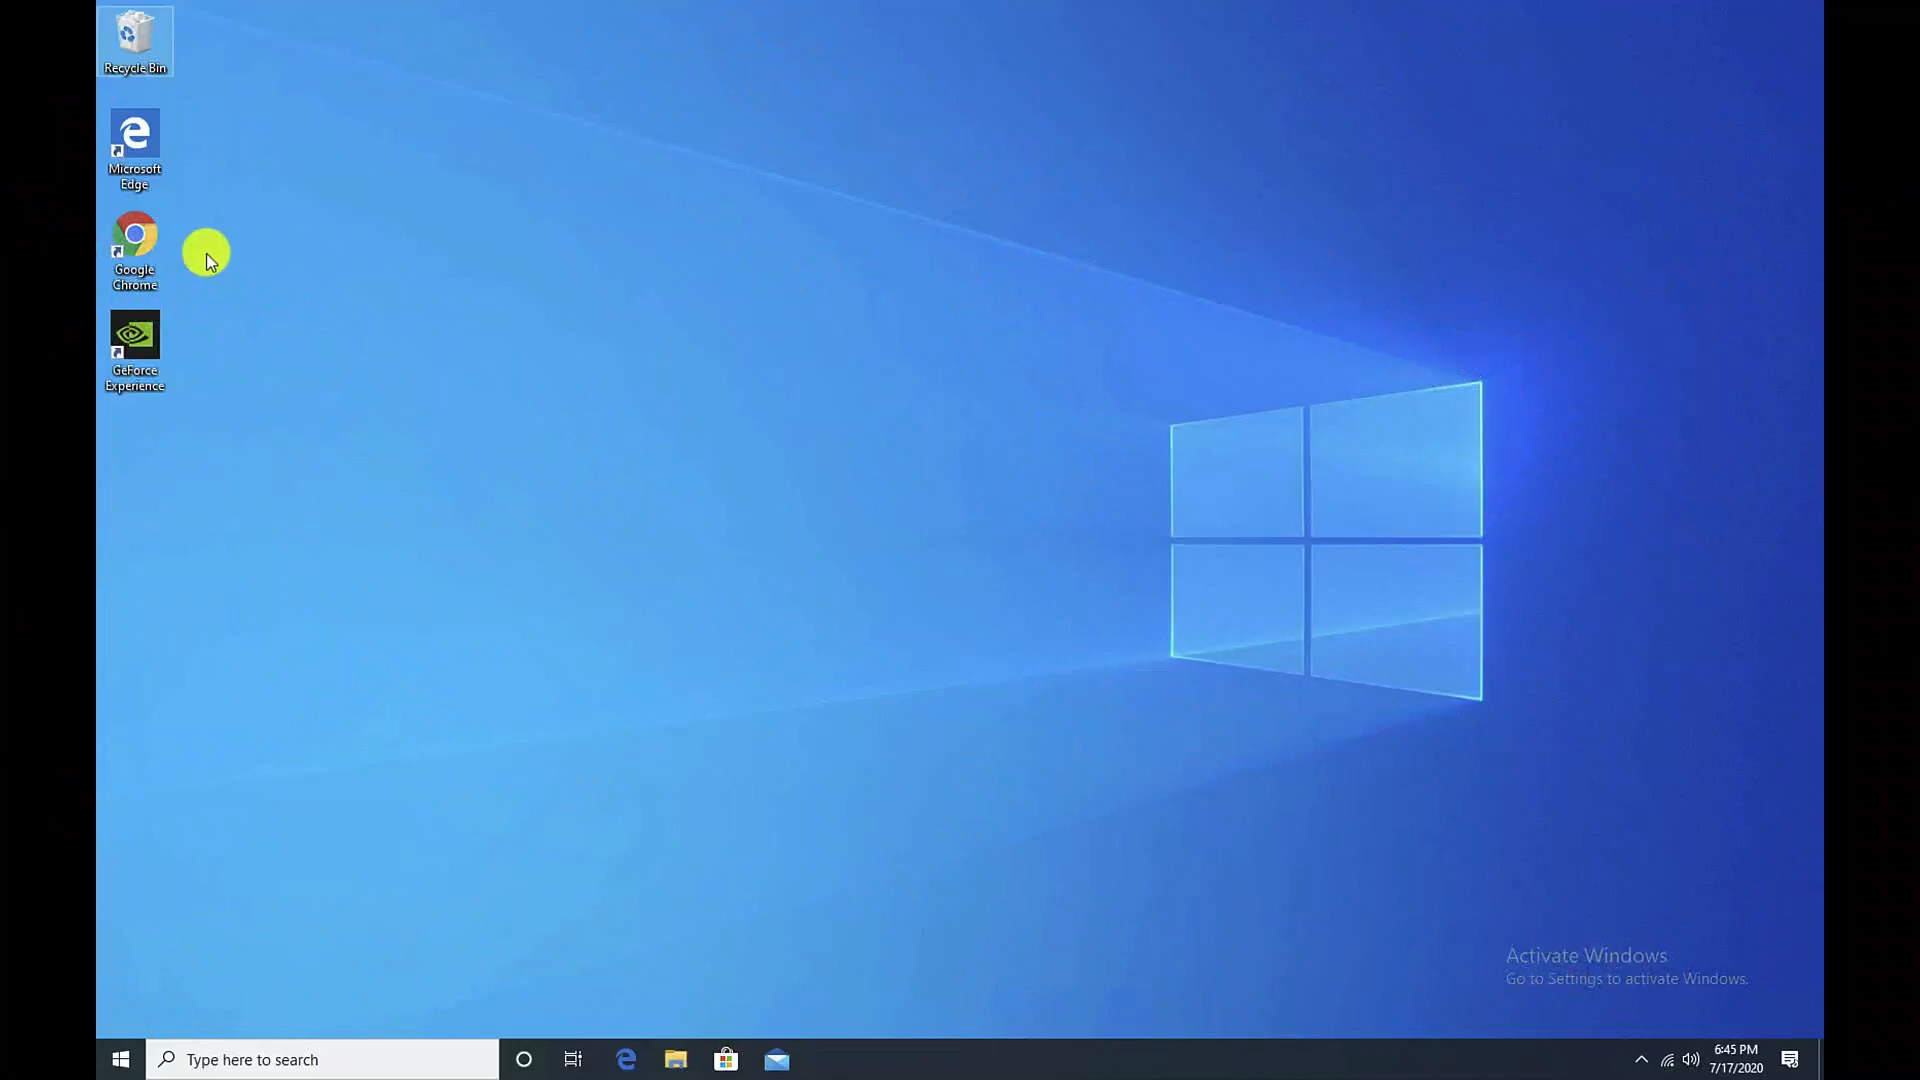 Recycle Bin
Microsoft
Edge
Google
Chrome
GeForce
Experience
Activate Windows
Go to Settings to activate Windows.
Type here to search
6:45 PM
7/17/2020